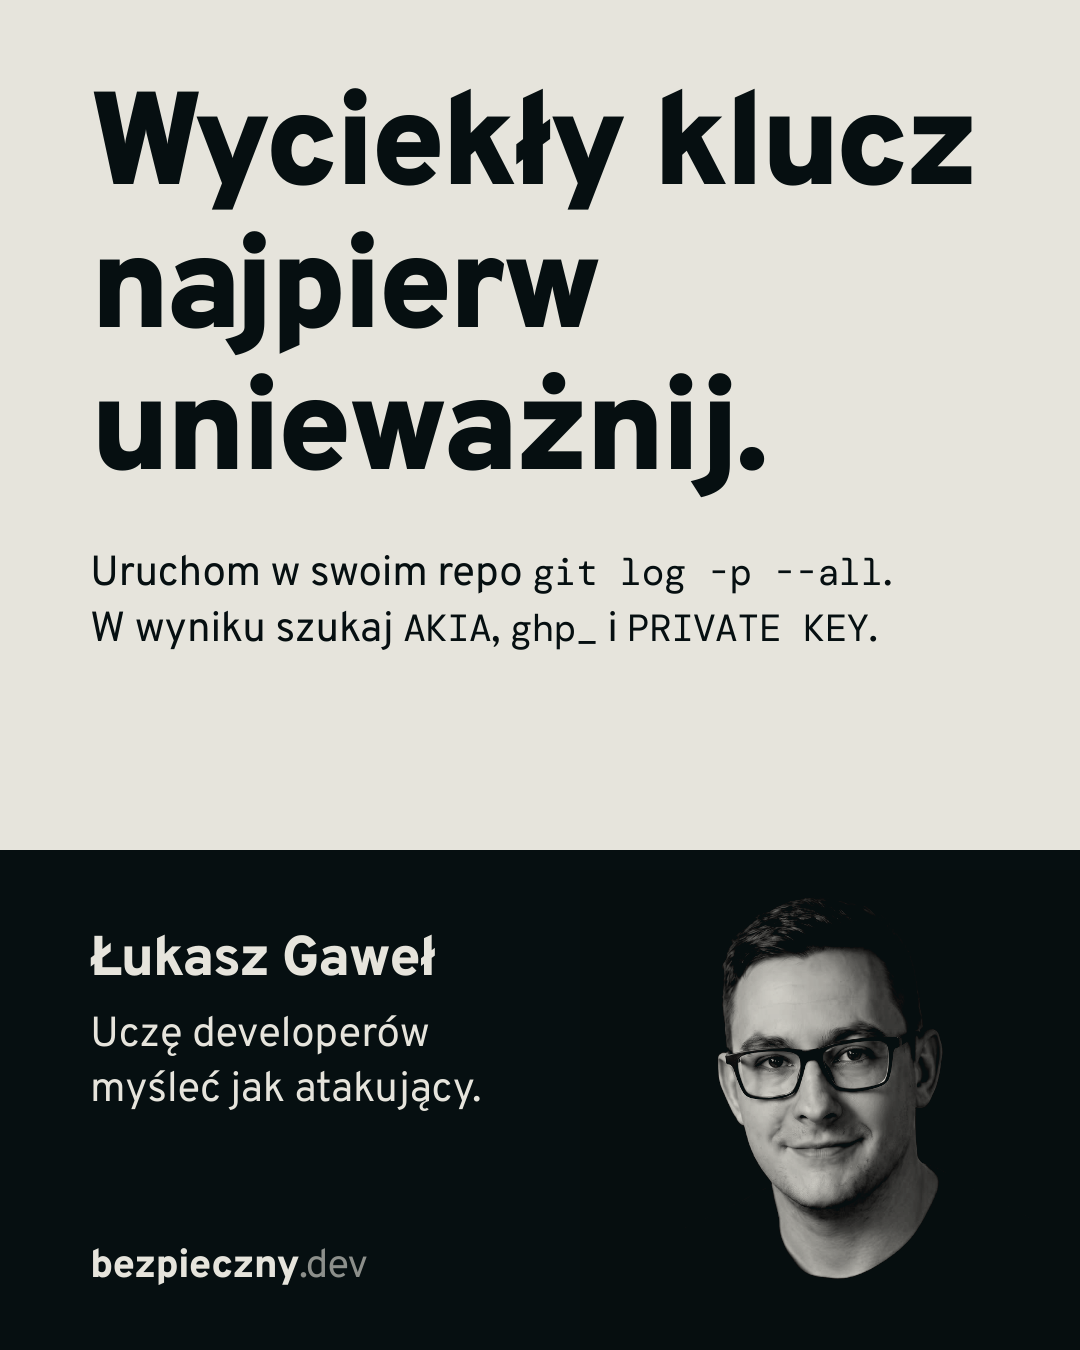 Wyciekły klucz
najpierw
unieważnij.
Uruchom w swoim repo git log -p --all.
W wyniku szukaj AKIA, ghp_ i PRIVATE KEY.
Łukasz Gaweł
Uczę developerów
myśleć jak atakujący.
bezpieczny.dev